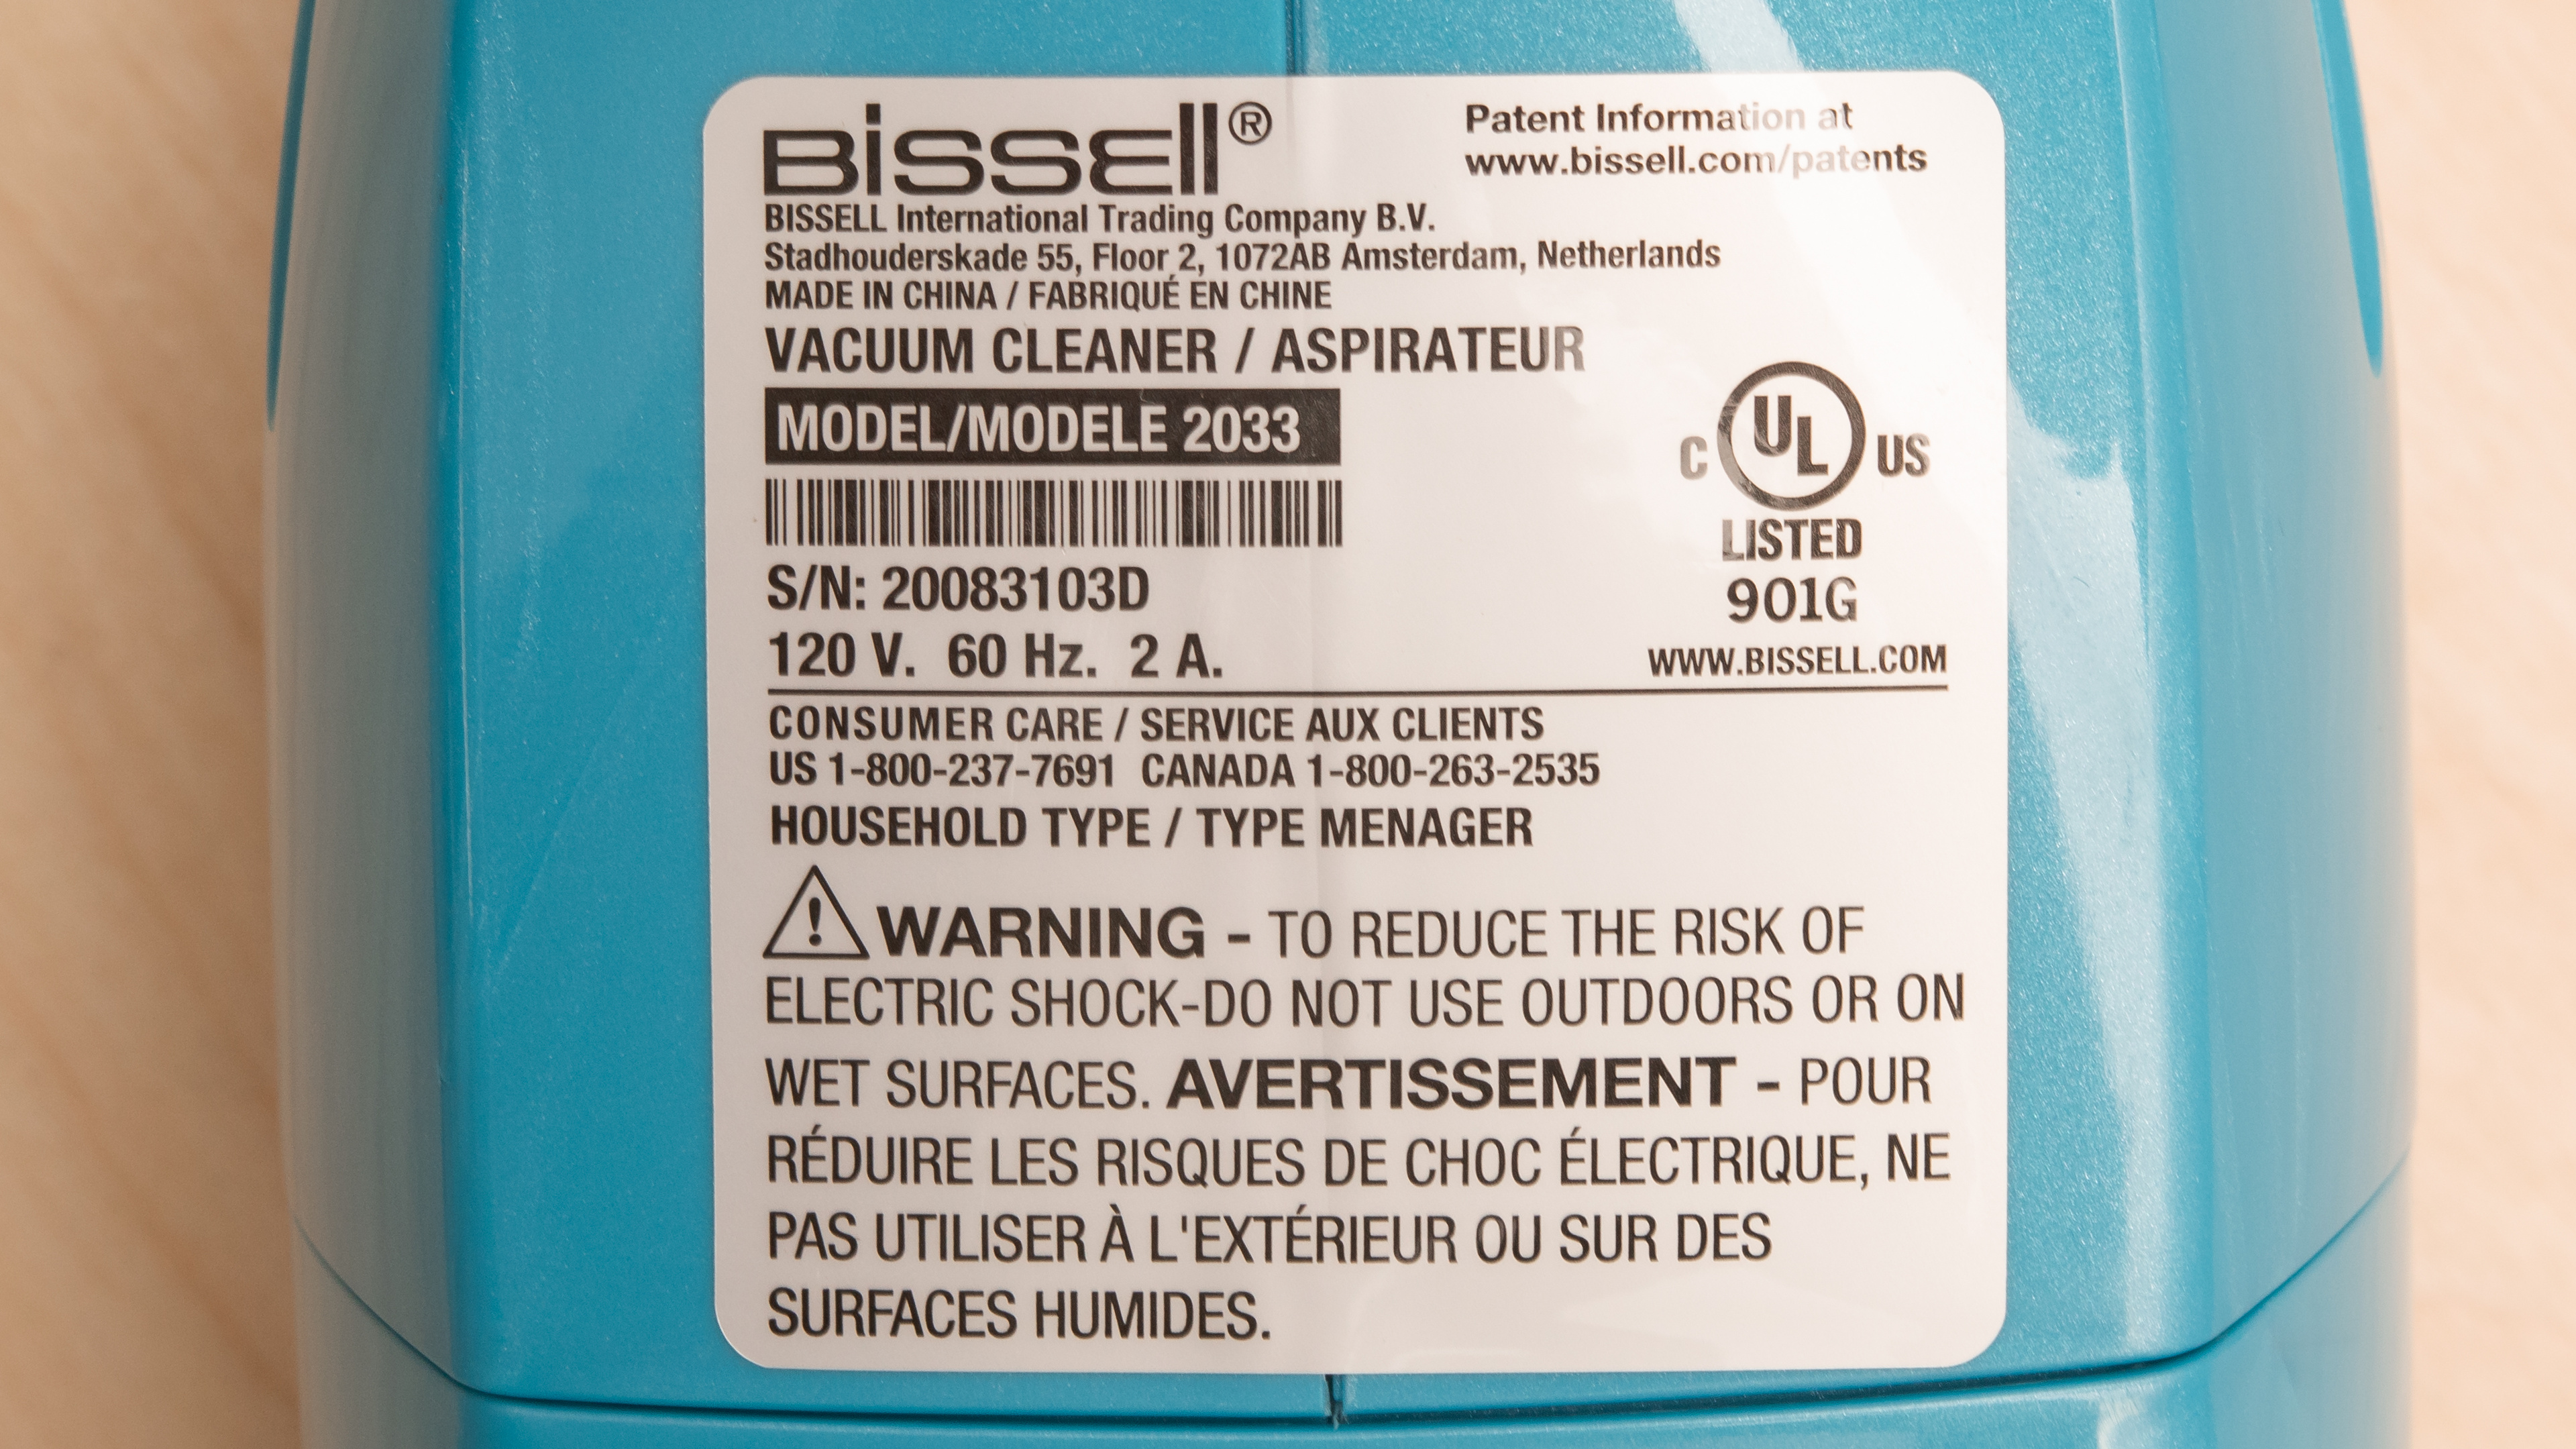 Bissell®
Patent Information at
www.bissell.com/patents
BISSELL International Trading Company B.V.
Stadhouderskade 55, Floor 2, 1072AB Amsterdam, Netherlands
MADE IN CHINA / FABRIQUÉ EN CHINE
VACUUM CLEANER / ASPIRATEUR
MODEL/MODELE 2033
C UL US
LISTED
901G
S/N: 20083103D
120 V. 60 Hz. 2 A.
WWW.BISSELL.COM
CONSUMER CARE / SERVICE AUX CLIENTS
US 1-800-237-7691 CANADA 1-800-263-2535
HOUSEHOLD TYPE / TYPE MENAGER
! WARNING - TO REDUCE THE RISK OF
ELECTRIC SHOCK-DO NOT USE OUTDOORS OR ON
WET SURFACES. AVERTISSEMENT - POUR
RÉDUIRE LES RISQUES DE CHOC ÉLECTRIQUE, NE
PAS UTILISER À L'EXTÉRIEUR OU SUR DES
SURFACES HUMIDES.